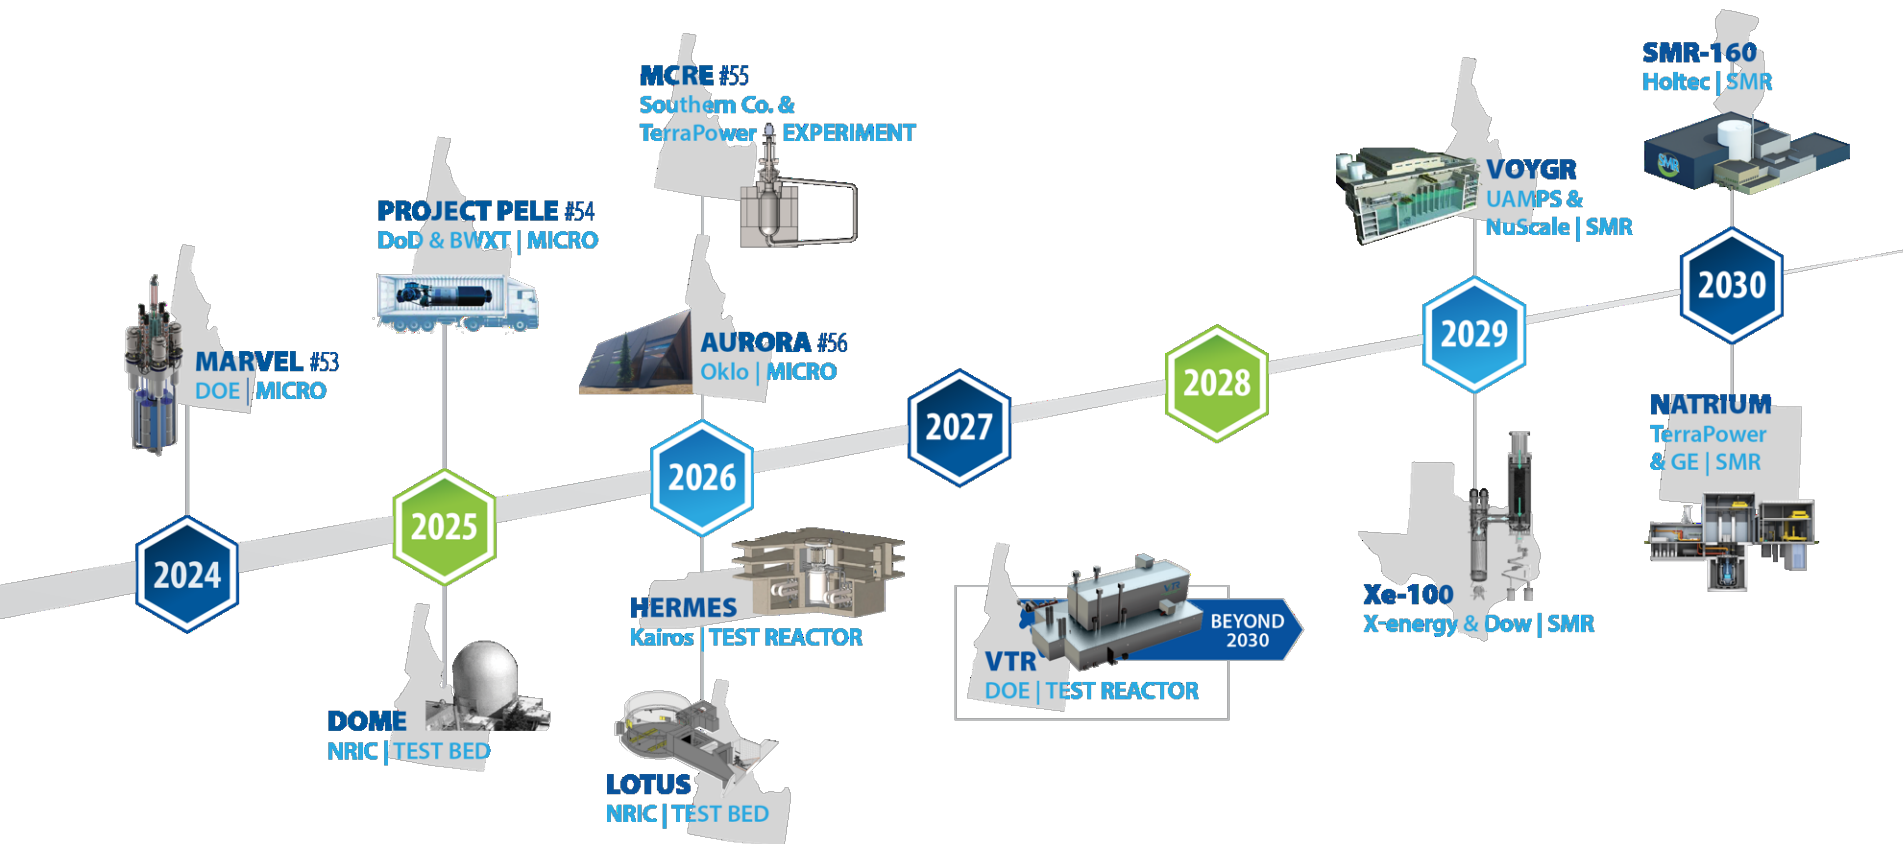 MCRE #55
Southern Co. &
TerraPower | EXPERIMENT
SMR-160
Holtec | SMR
VOYGR
UAMPS &
NuScale | SMR
PROJECT PELE #54
DoD & BWXT | MICRO
MARVEL #53
DOE | MICRO
AURORA #56
Oklo | MICRO
2024
2025
2026
2027
2028
2029
2030
NATRIUM
TerraPower
& GE | SMR
HERMES
Kairos | TEST REACTOR
VTR
BEYOND
2030
VTR
DOE | TEST REACTOR
Xe-100
X-energy & Dow | SMR
DOME
NRIC | TEST BED
LOTUS
NRIC | TEST BED